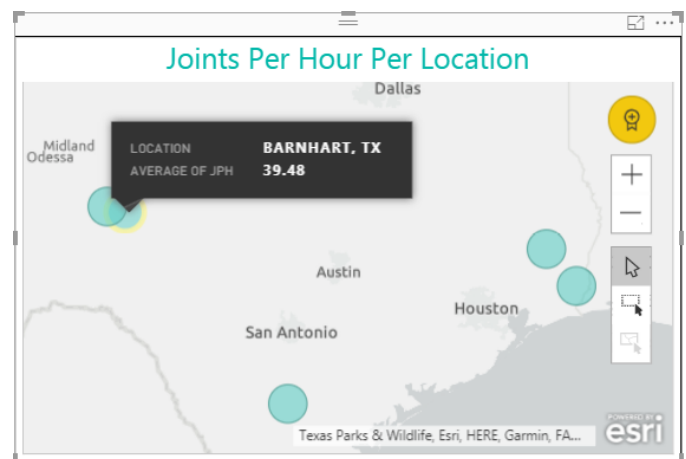 Joints Per Hour Per Location
Dallas
Midland
Odessa
LOCATION BARNHART, TX
AVERAGE OF JPH 39.48
Austin
Houston
San Antonio
POWERED BY
esri
Texas Parks & Wildlife, Esri, HERE, Garmin, FA...